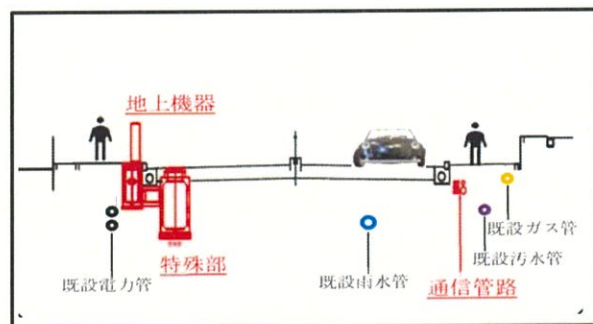 地上機器
既設ガス管
特殊部
既設汚水管
既設電力管
既設雨水管
通信管路